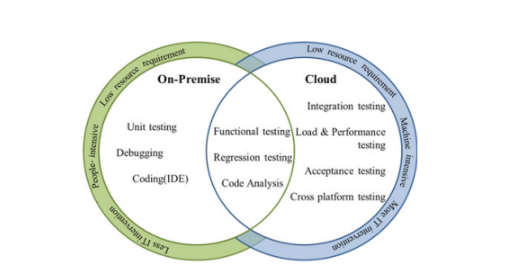 On-Premise
Cloud
Low resource requirement
People- intensive
Less IT intervention
Low resource requirement
Machine intensive
More IT intervention
Unit testing
Debugging
Coding(IDE)
Functional testing
Regression testing
Code Analysis
Integration testing
Load & Performance
testing
Acceptance testing
Cross platform testing